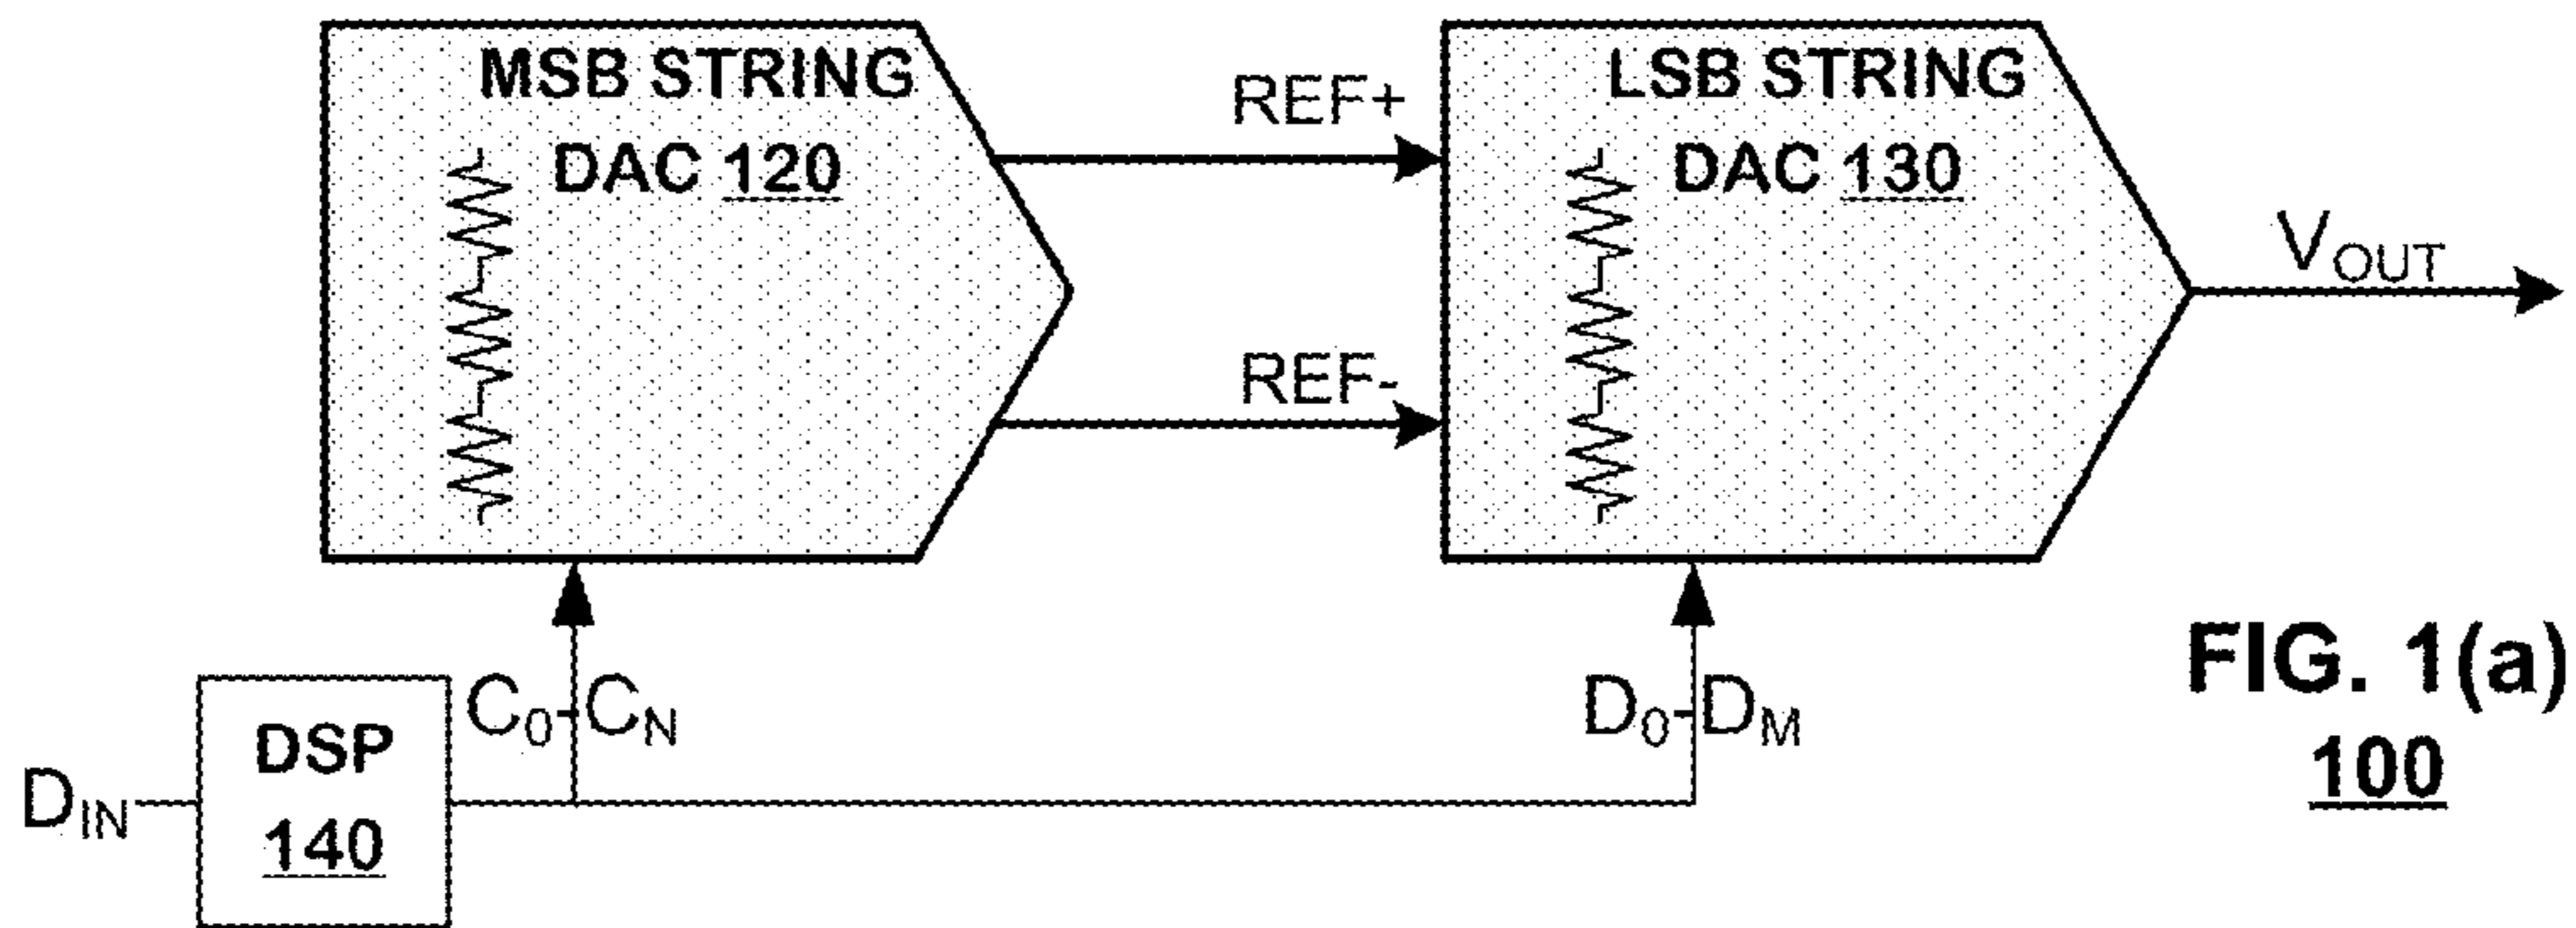 MSB STRING
DAC 120
REF+
REF-
LSB STRING
DAC 130
VOUT
C0-CN
D0-DM
DIN
DSP
140
FIG. 1(a)
100